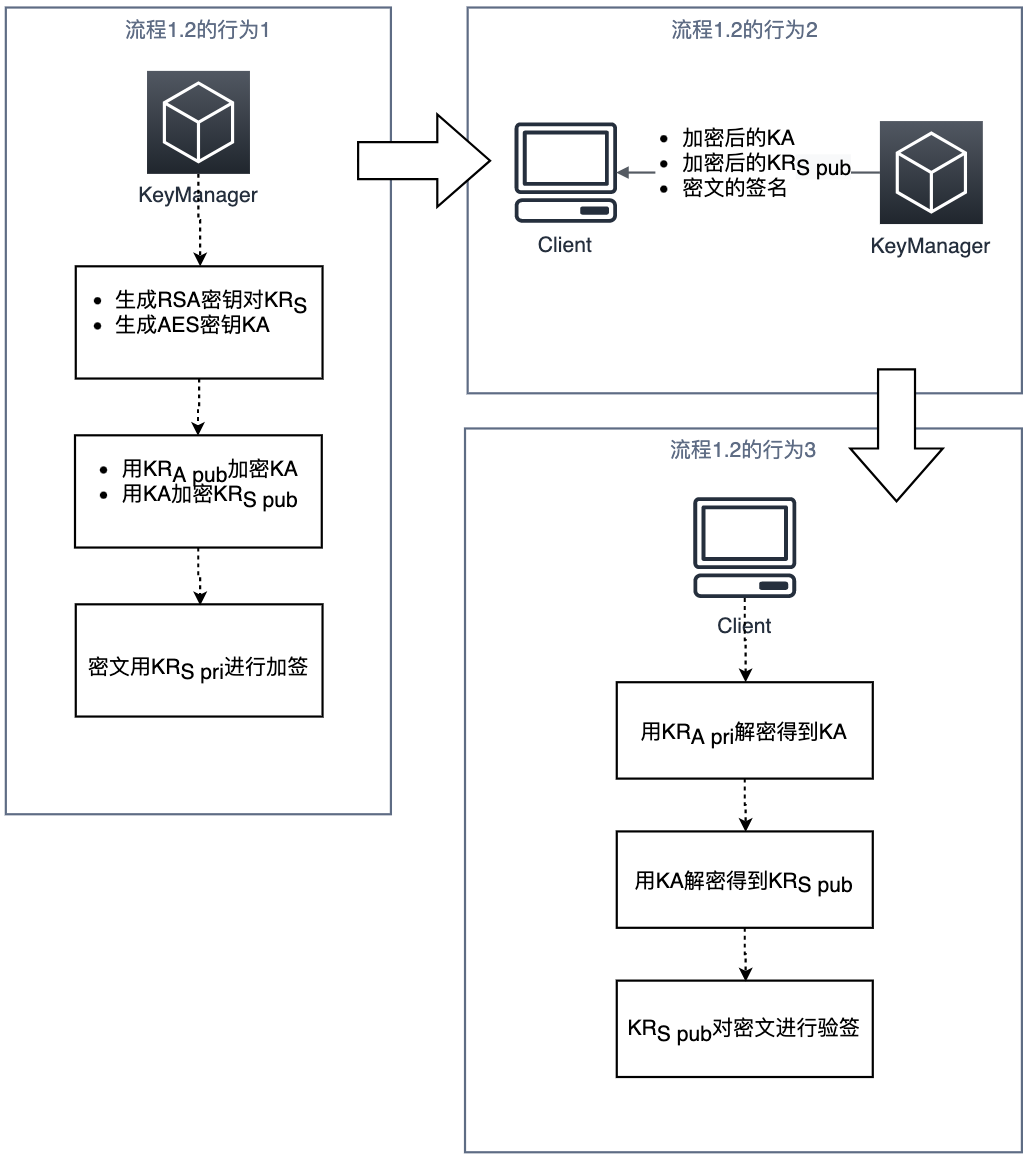 流程1.2的行为1
KeyManager
生成RSA密钥对KRS
生成AES密钥KA
用KRA pub加密KA
用KA加密KRS pub
密文用KRS pri进行加签
流程1.2的行为2
加密后的KA
加密后的KRS pub
密文的签名
Client
KeyManager
流程1.2的行为3
Client
用KRA pri解密得到KA
用KA解密得到KRS pub
KRS pub对密文进行验签